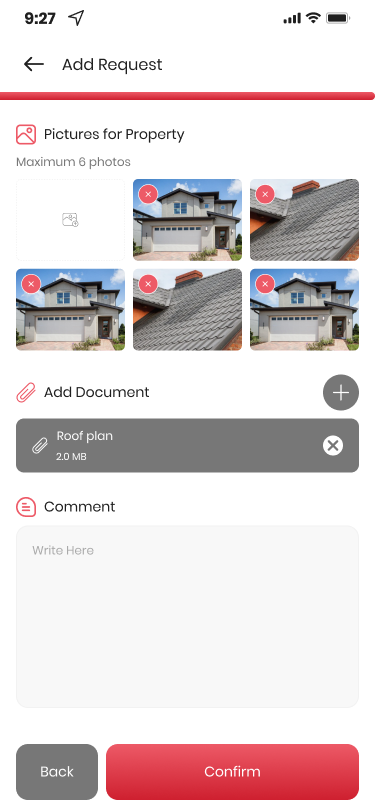 9:27
Add Request
Pictures for Property
Maximum 6 photos
Add Document
Roof plan
2.0 MB
Comment
Write Here
Back
Confirm